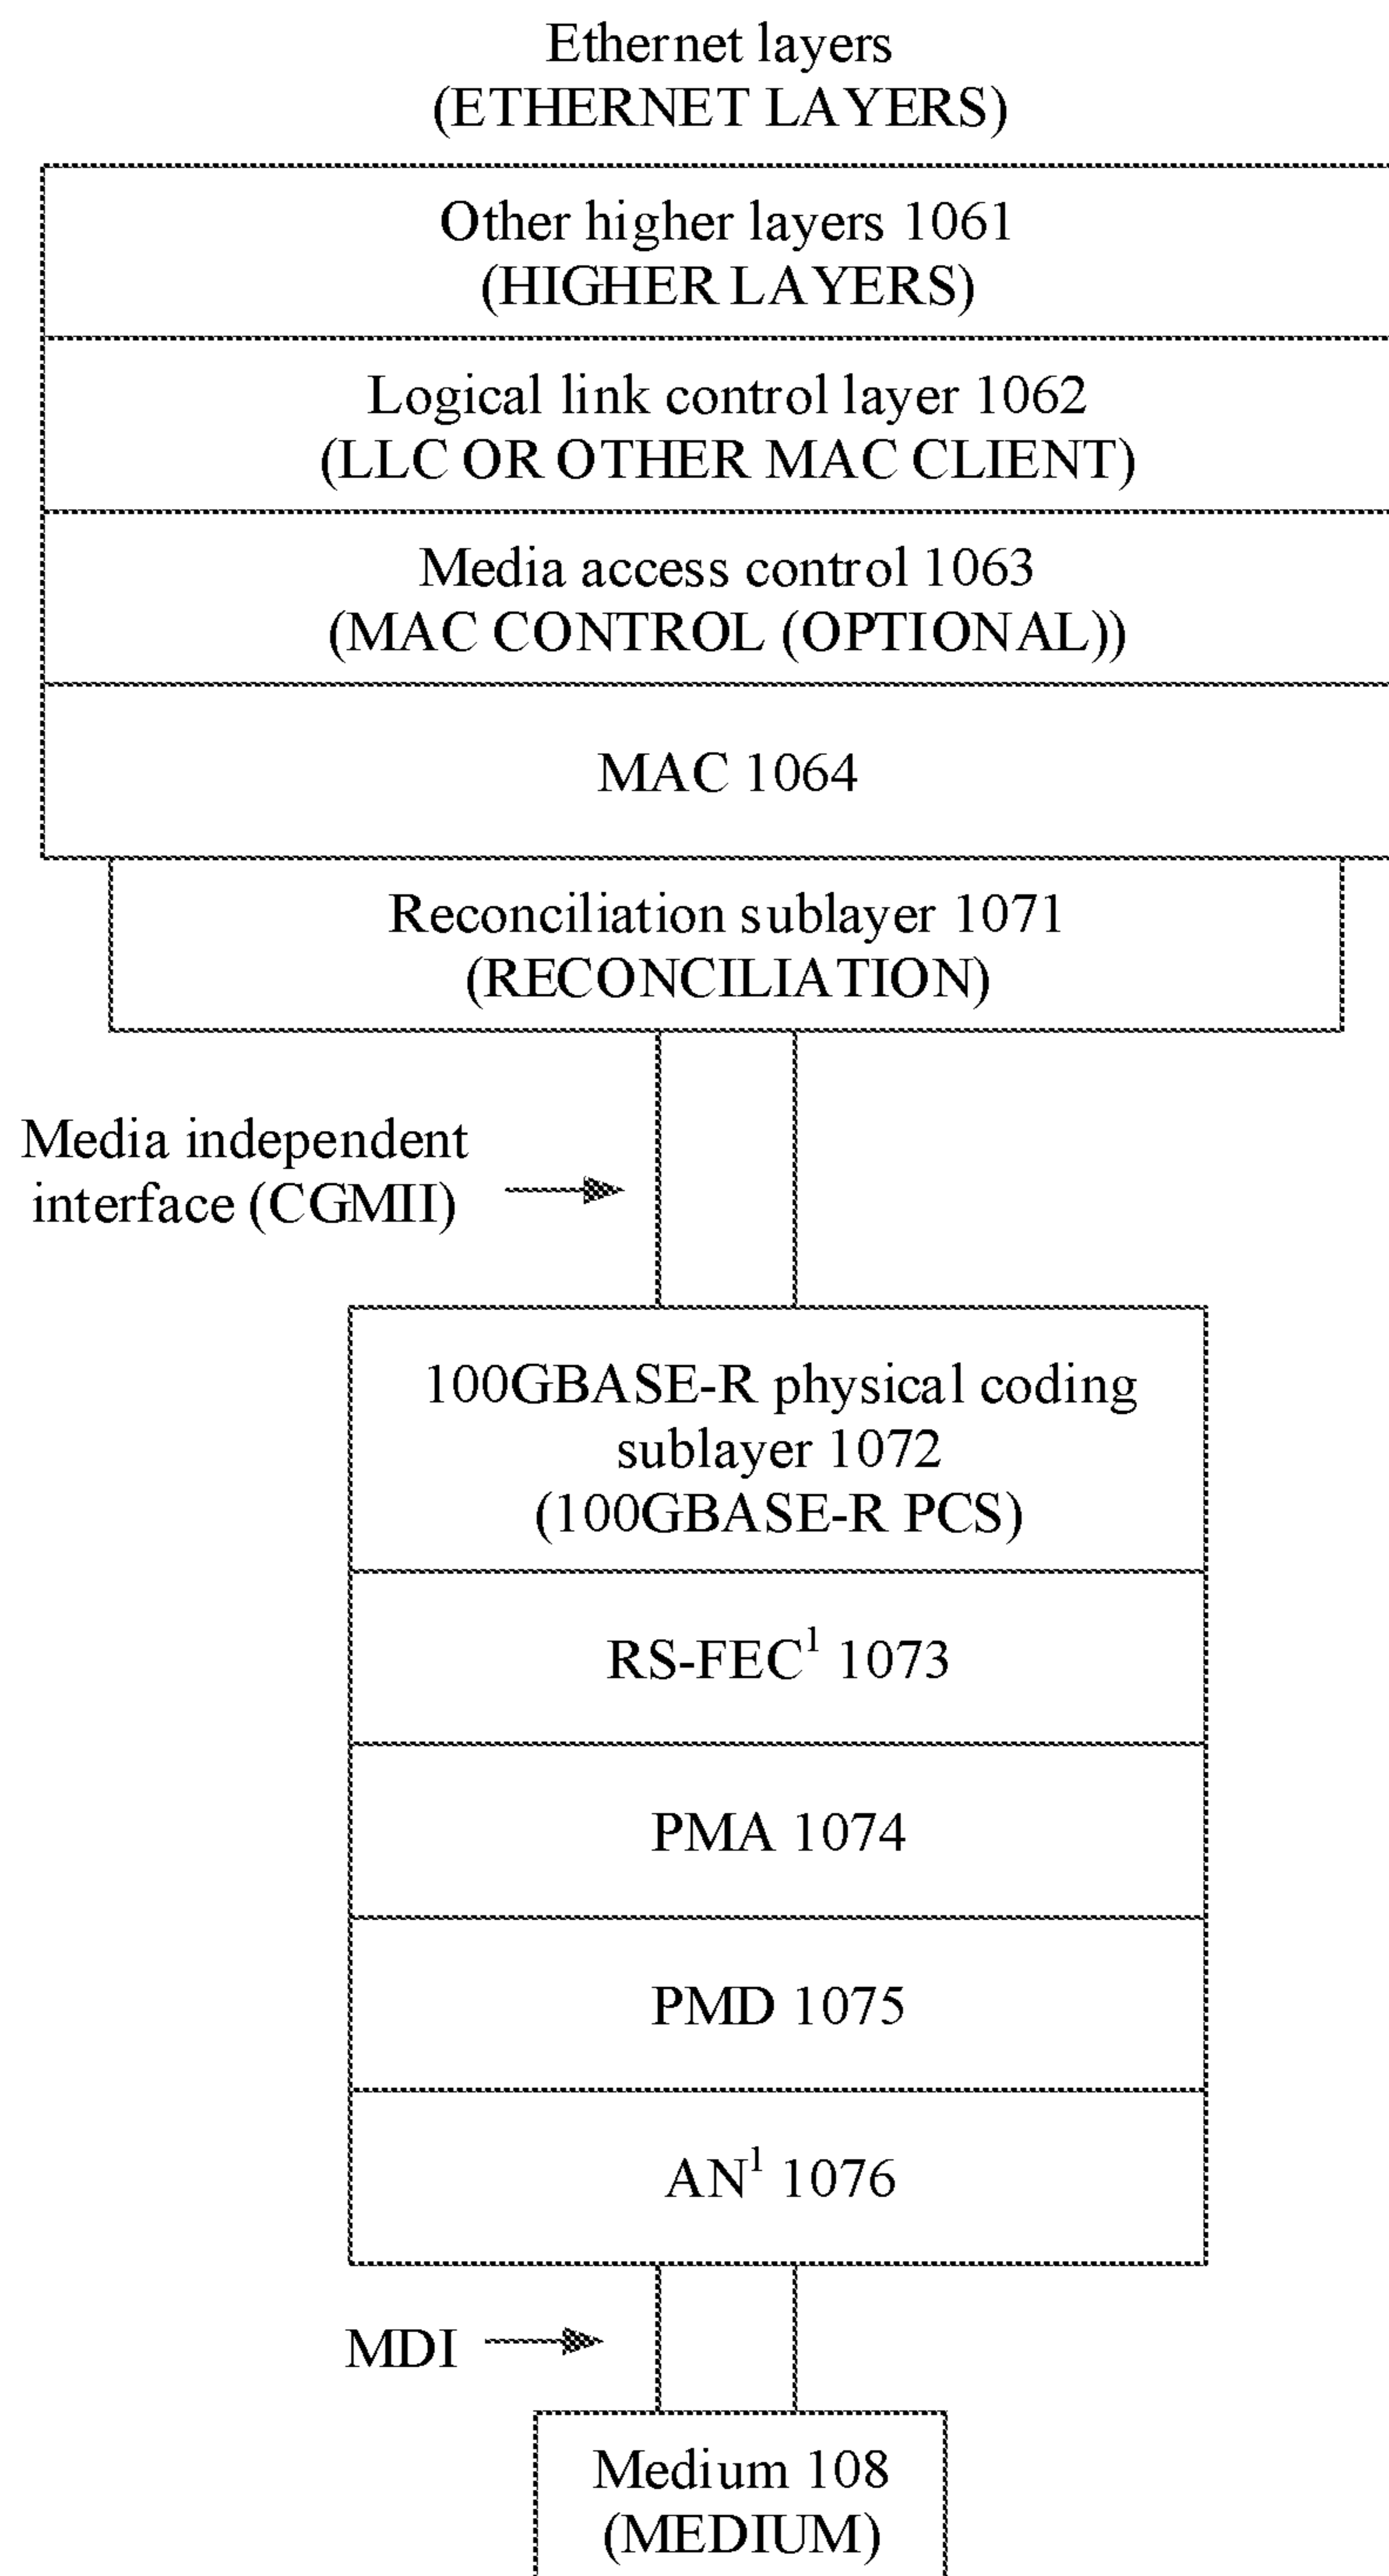 Ethernet layers
(ETHERNET LAYERS)
Other higher layers 1061
(HIGHER LAYERS)
Logical link control layer 1062
(LLC OR OTHER MAC CLIENT)
Media access control 1063
(MAC CONTROL (OPTIONAL))
MAC 1064
Reconciliation sublayer 1071
(RECONCILIATION)
Media independent
interface (CGMII)
100GBASE-R physical coding
sublayer 1072
(100GBASE-R PCS)
RS-FEC¹ 1073
PMA 1074
PMD 1075
AN¹ 1076
MDI
Medium 108
(MEDIUM)